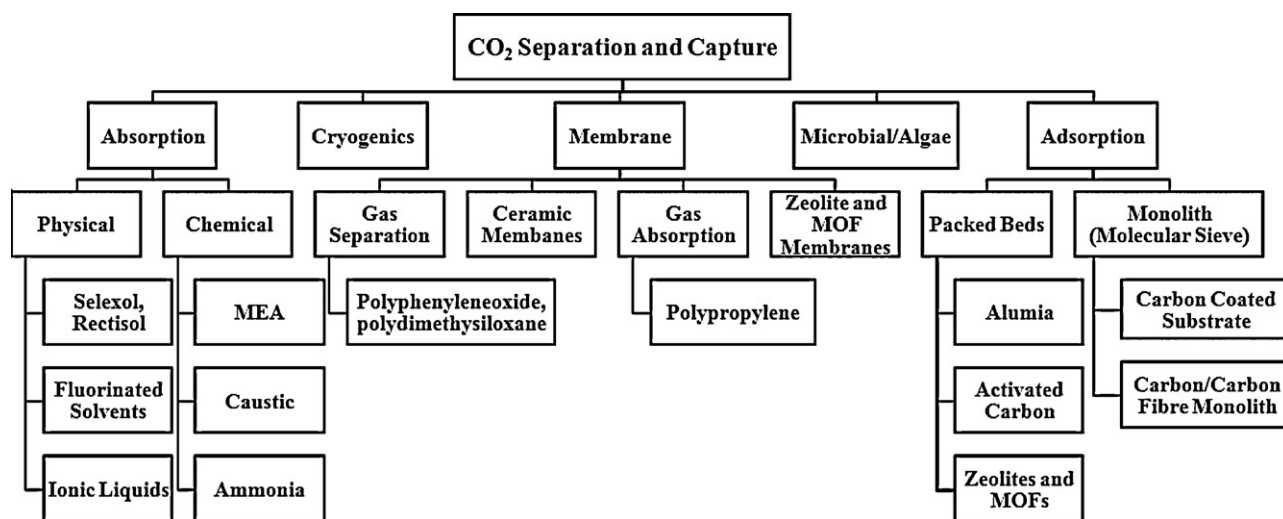 CO₂ Separation and Capture
Absorption
Cryogenics
Membrane
Microbial/Algae
Adsorption
Physical
Chemical
Gas
Separation
Ceramic
Membanes
Gas
Absorption
Zeolite and
MOF
Membranes
Packed Beds
Monolith
(Molecular Sieve)
Selexol,
Rectisol
MEA
Polyphenyleneoxide,
polydimethysiloxane
Polypropylene
Alumia
Carbon Coated
Substrate
Fluorinated
Solvents
Caustic
Activated
Carbon
Carbon/Carbon
Fibre Monolith
Ionic Liquids
Ammonia
Zeolites and
MOFs